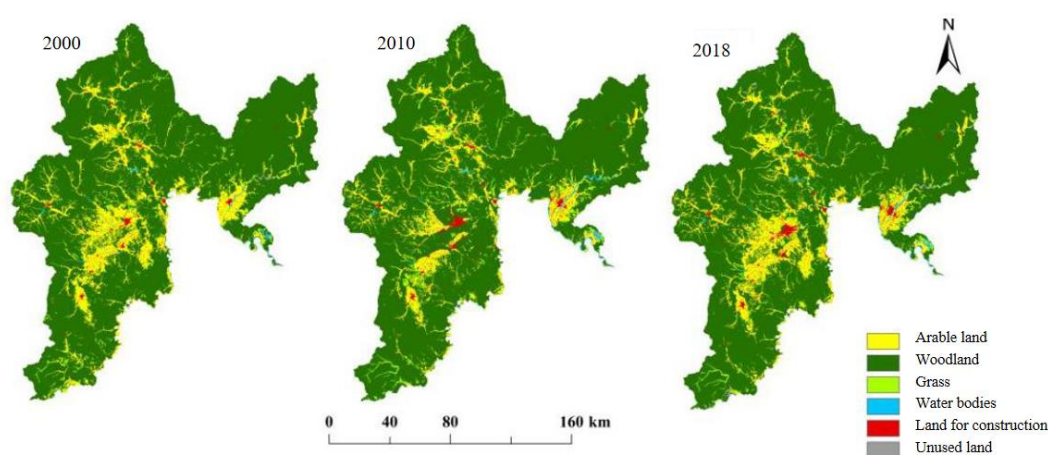 2000
2010
2018
N
Arable land
Woodland
Grass
Water bodies
Land for construction
Unused land
0 40 80 160 km